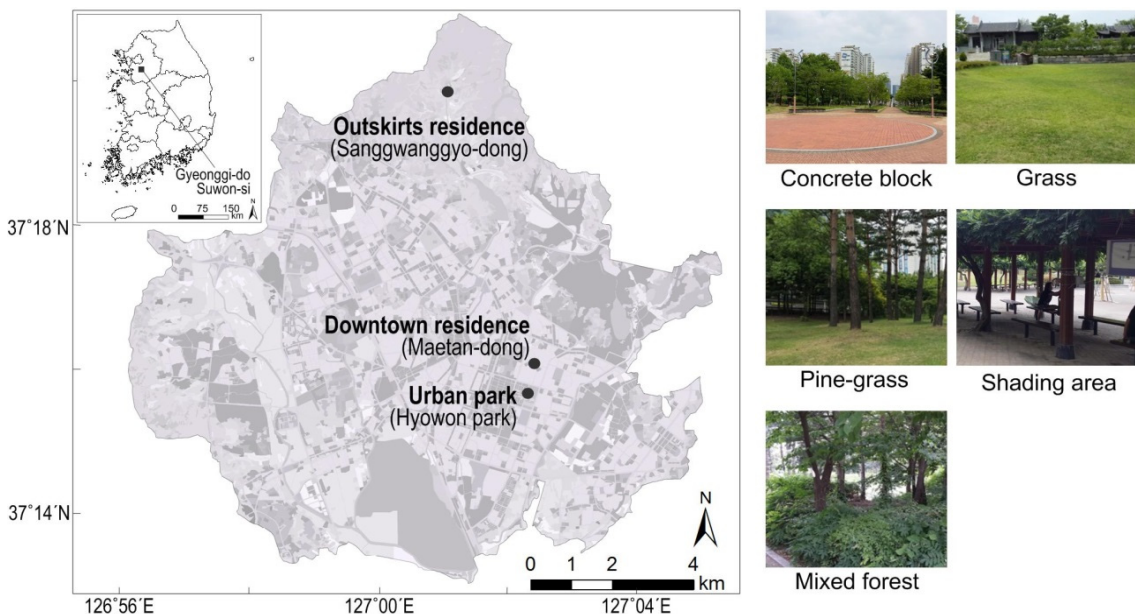 Gyeonggi-do
Suwon-si
0 75 150
km
Outskirts residence
(Sanggwanggyo-dong)
37°18´N
Downtown residence
(Maetan-dong)
Urban park
(Hyowon park)
37°14´N
N
0 1 2 4
km
126°56´E 127°00´E 127°04´E
Concrete block
Grass
Pine-grass
Shading area
Mixed forest